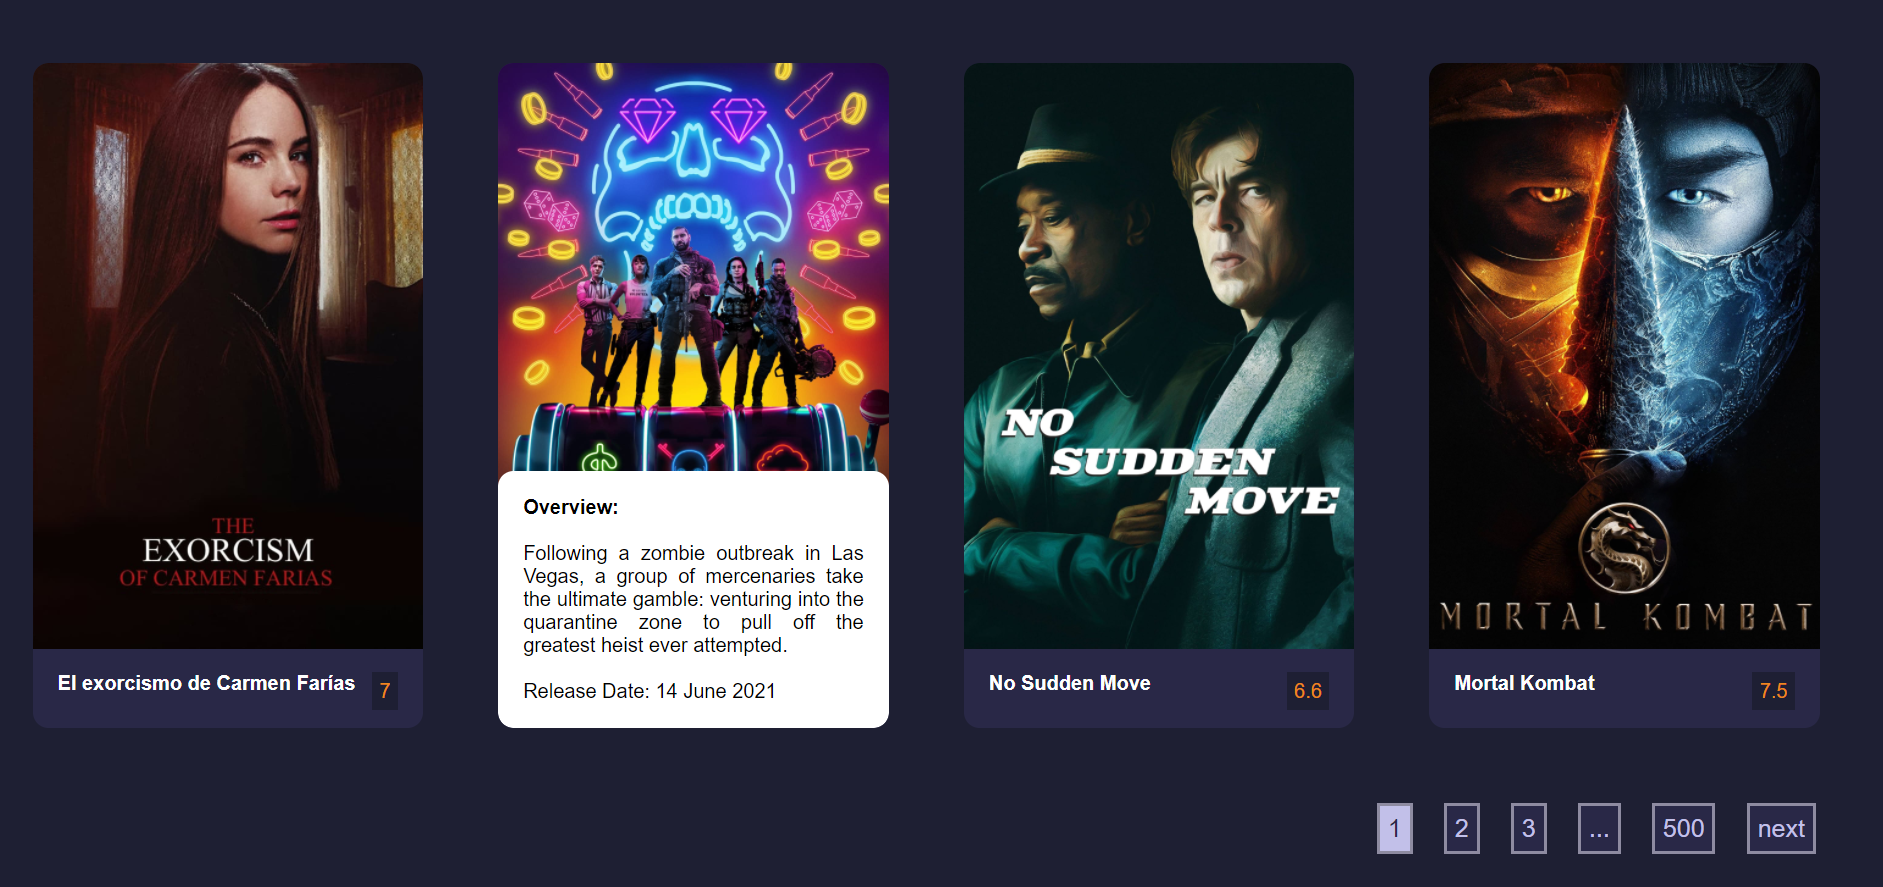 THE
EXORCISM
OF CARMEN FARIAS
El exorcismo de Carmen Farías
7
Overview:
Following a zombie outbreak in Las
Vegas, a group of mercenaries take
the ultimate gamble: venturing into the
quarantine zone to pull off the
greatest heist ever attempted.
Release Date: 14 June 2021
NO
SUDDEN
MOVE
No Sudden Move
6.6
MORTAL KOMBAT
Mortal Kombat
7.5
1
2
3
...
500
next